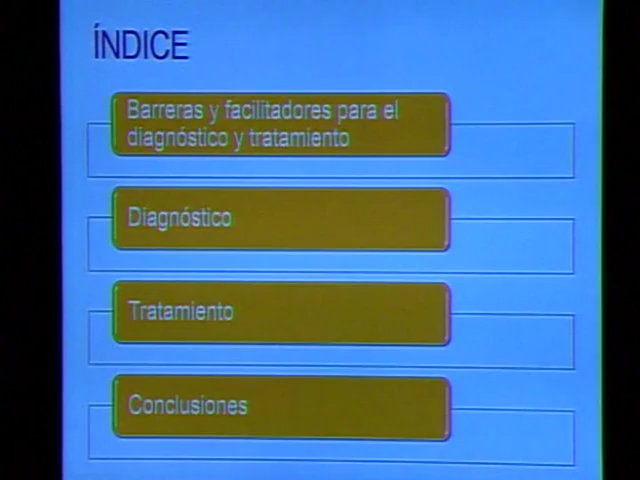 ÍNDICE
Barreras y facilitadores para el
diagnóstico y tratamiento
Diagnóstico
Tratamiento
Conclusiones